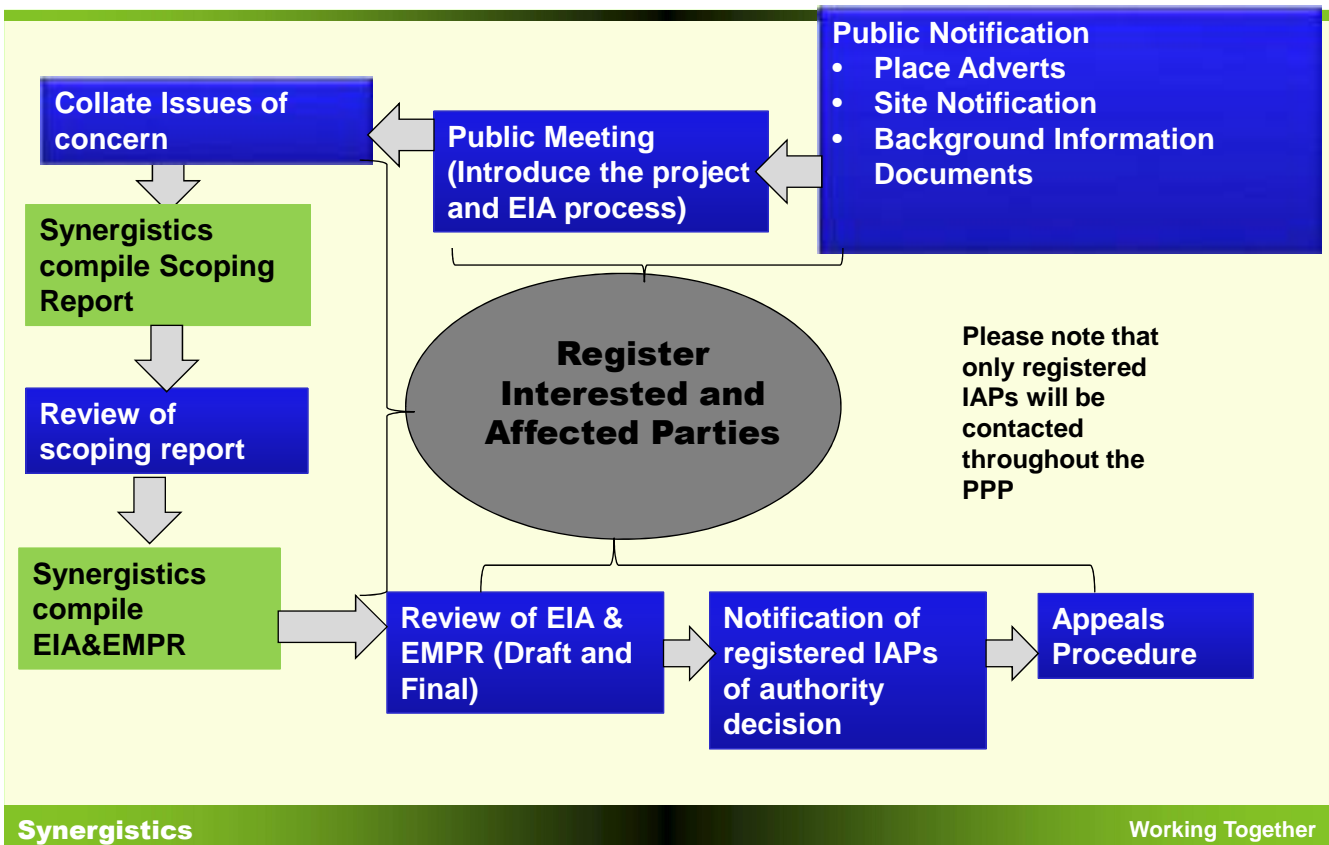 Public Notification
• Place Adverts
• Site Notification
• Background Information
Documents
Public Meeting
(Introduce the project
and EIA process)
Collate Issues of
concern
Synergistics
compile Scoping
Report
Review of
scoping report
Synergistics
compile
EIA&EMPR
Register
Interested and
Affected Parties
Please note that
only registered
IAPs will be
contacted
throughout the
PPP
Review of EIA &
EMPR (Draft and
Final)
Notification of
registered IAPs
of authority
decision
Appeals
Procedure
Synergistics
Working Together